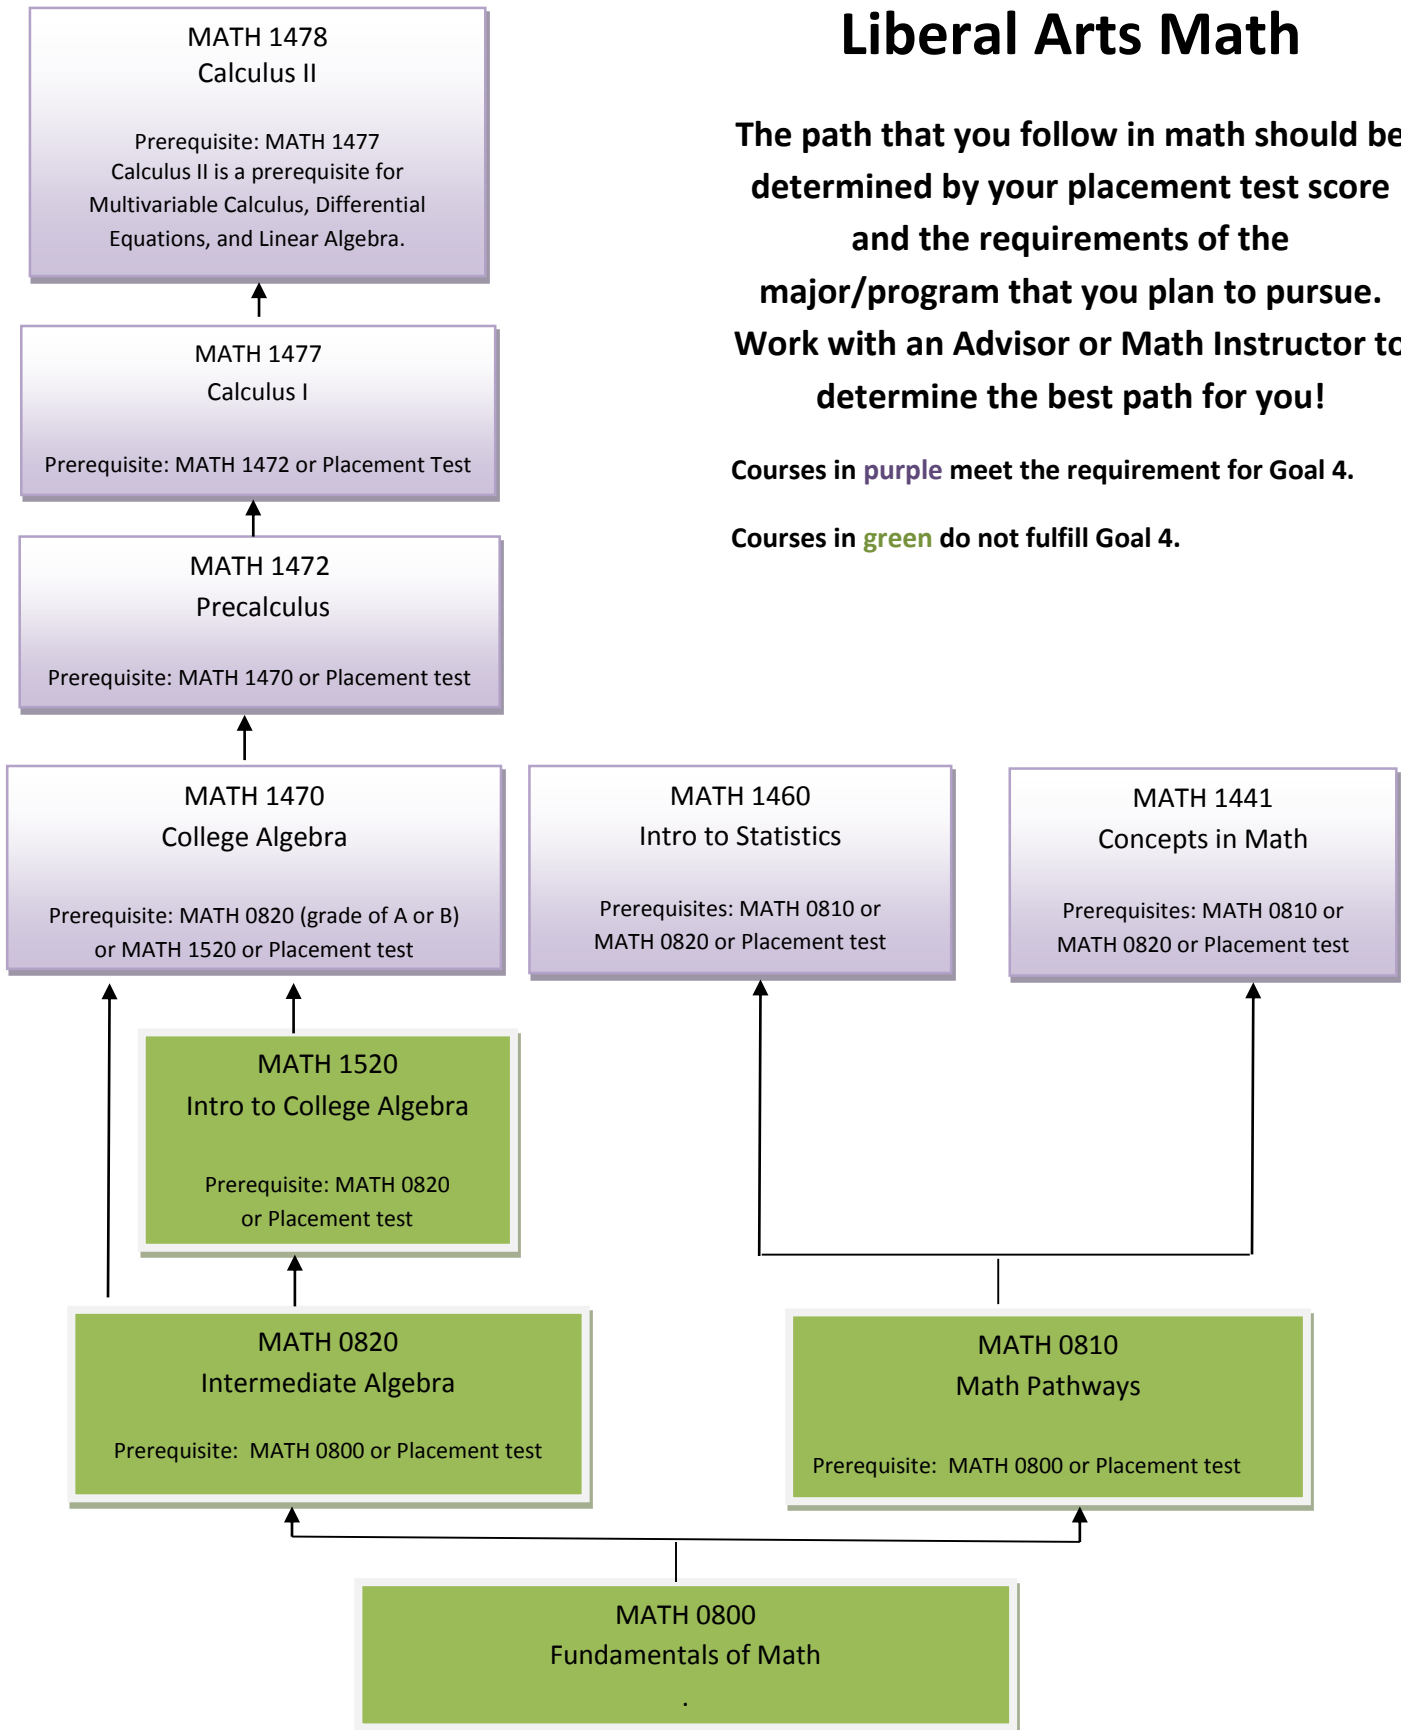 Liberal Arts Math
The path that you follow in math should be
determined by your placement test score
and the requirements of the
major/program that you plan to pursue.
Work with an Advisor or Math Instructor to
determine the best path for you!
Courses in purple meet the requirement for Goal 4.
Courses in green do not fulfill Goal 4.
MATH 1478
Calculus II
Prerequisite: MATH 1477
Calculus II is a prerequisite for
Multivariable Calculus, Differential
Equations, and Linear Algebra.
MATH 1477
Calculus I
Prerequisite: MATH 1472 or Placement Test
MATH 1472
Precalculus
Prerequisite: MATH 1470 or Placement test
MATH 1470
College Algebra
Prerequisite: MATH 0820 (grade of A or B)
or MATH 1520 or Placement test
MATH 1460
Intro to Statistics
Prerequisites: MATH 0810 or
MATH 0820 or Placement test
MATH 1441
Concepts in Math
Prerequisites: MATH 0810 or
MATH 0820 or Placement test
MATH 1520
Intro to College Algebra
Prerequisite: MATH 0820
or Placement test
MATH 0820
Intermediate Algebra
Prerequisite:  MATH 0800 or Placement test
MATH 0810
Math Pathways
Prerequisite:  MATH 0800 or Placement test
MATH 0800
Fundamentals of Math
.